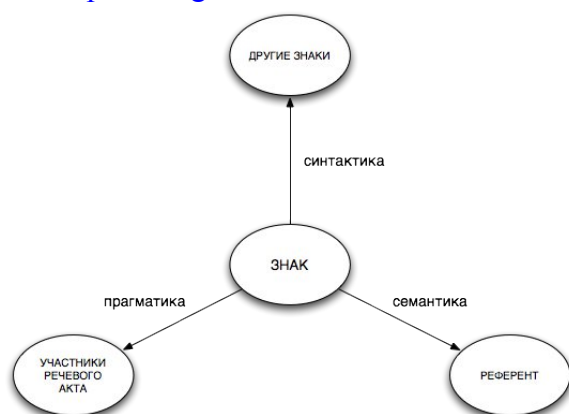 ДРУГИЕ ЗНАКИ
синтактика
ЗНАК
прагматика
семантика
УЧАСТНИКИ
РЕЧЕВОГО
АКТА
РЕФЕРЕНТ